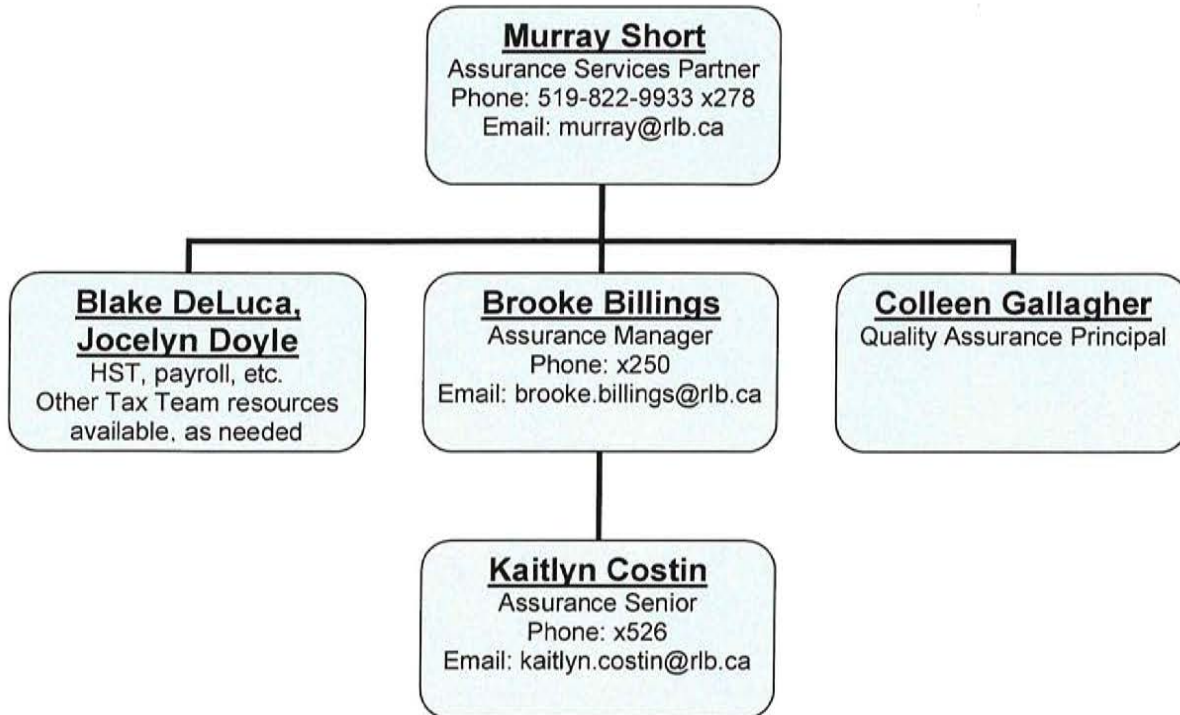 Murray Short
Assurance Services Partner
Phone: 519-822-9933 x278
Email: murray@rlb.ca
Blake DeLuca,
Jocelyn Doyle
HST, payroll, etc.
Other Tax Team resources
available, as needed
Brooke Billings
Assurance Manager
Phone: x250
Email: brooke.billings@rlb.ca
Colleen Gallagher
Quality Assurance Principal
Kaitlyn Costin
Assurance Senior
Phone: x526
Email: kaitlyn.costin@rlb.ca